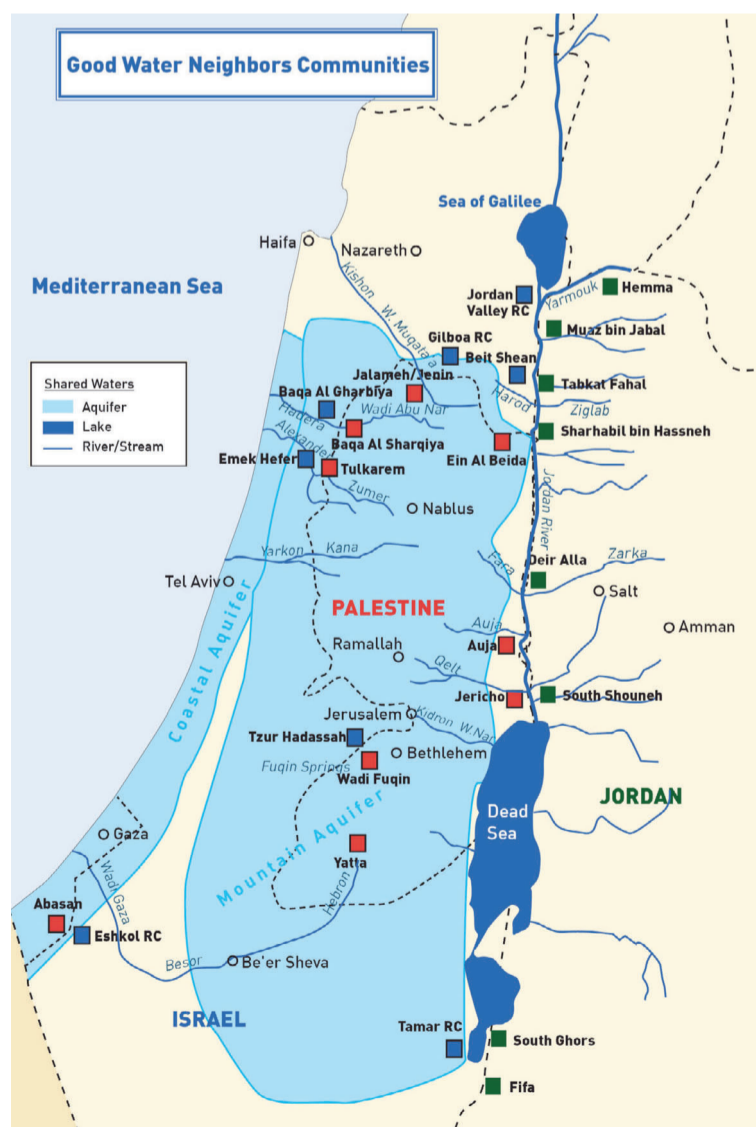 Good Water Neighbors Communities
Sea of Galilee
Haifa
Nazareth
Mediterranean Sea
Kishon
W. Muqata'a
Jordan
Valley RC
Yarmouk
Hemma
Muaz bin Jabal
Gilboa RC
Beit Shean
Shared Waters
Aquifer
Lake
River/Stream
Jalameh/Jenin
Baqa Al Gharbiya
Hadera
Wadi Abu Nar
Harod
Tabkat Fahal
Ziglab
Alexander
Baqa Al Sharqiya
Sharhabil bin Hassneh
Emek Hefer
Tulkarem
Ein Al Beida
Zumer
Nablus
Jordan River
Yarkon
Kana
Fara
Deir Alla
Zarka
Tel Aviv
Salt
PALESTINE
Auja
Amman
Ramallah
Auja
Coastal Aquifer
Qelt
Jericho
South Shouneh
Jerusalem
Kidron W.Nar
Tzur Hadassah
Bethlehem
Fuqin Springs
Wadi Fuqin
JORDAN
Dead
Sea
Mountain Aquifer
Gaza
Yatta
Wadi Gaza
Hebron
Abasan
Eshkol RC
Besor
Be'er Sheva
ISRAEL
Tamar RC
South Ghors
Fifa